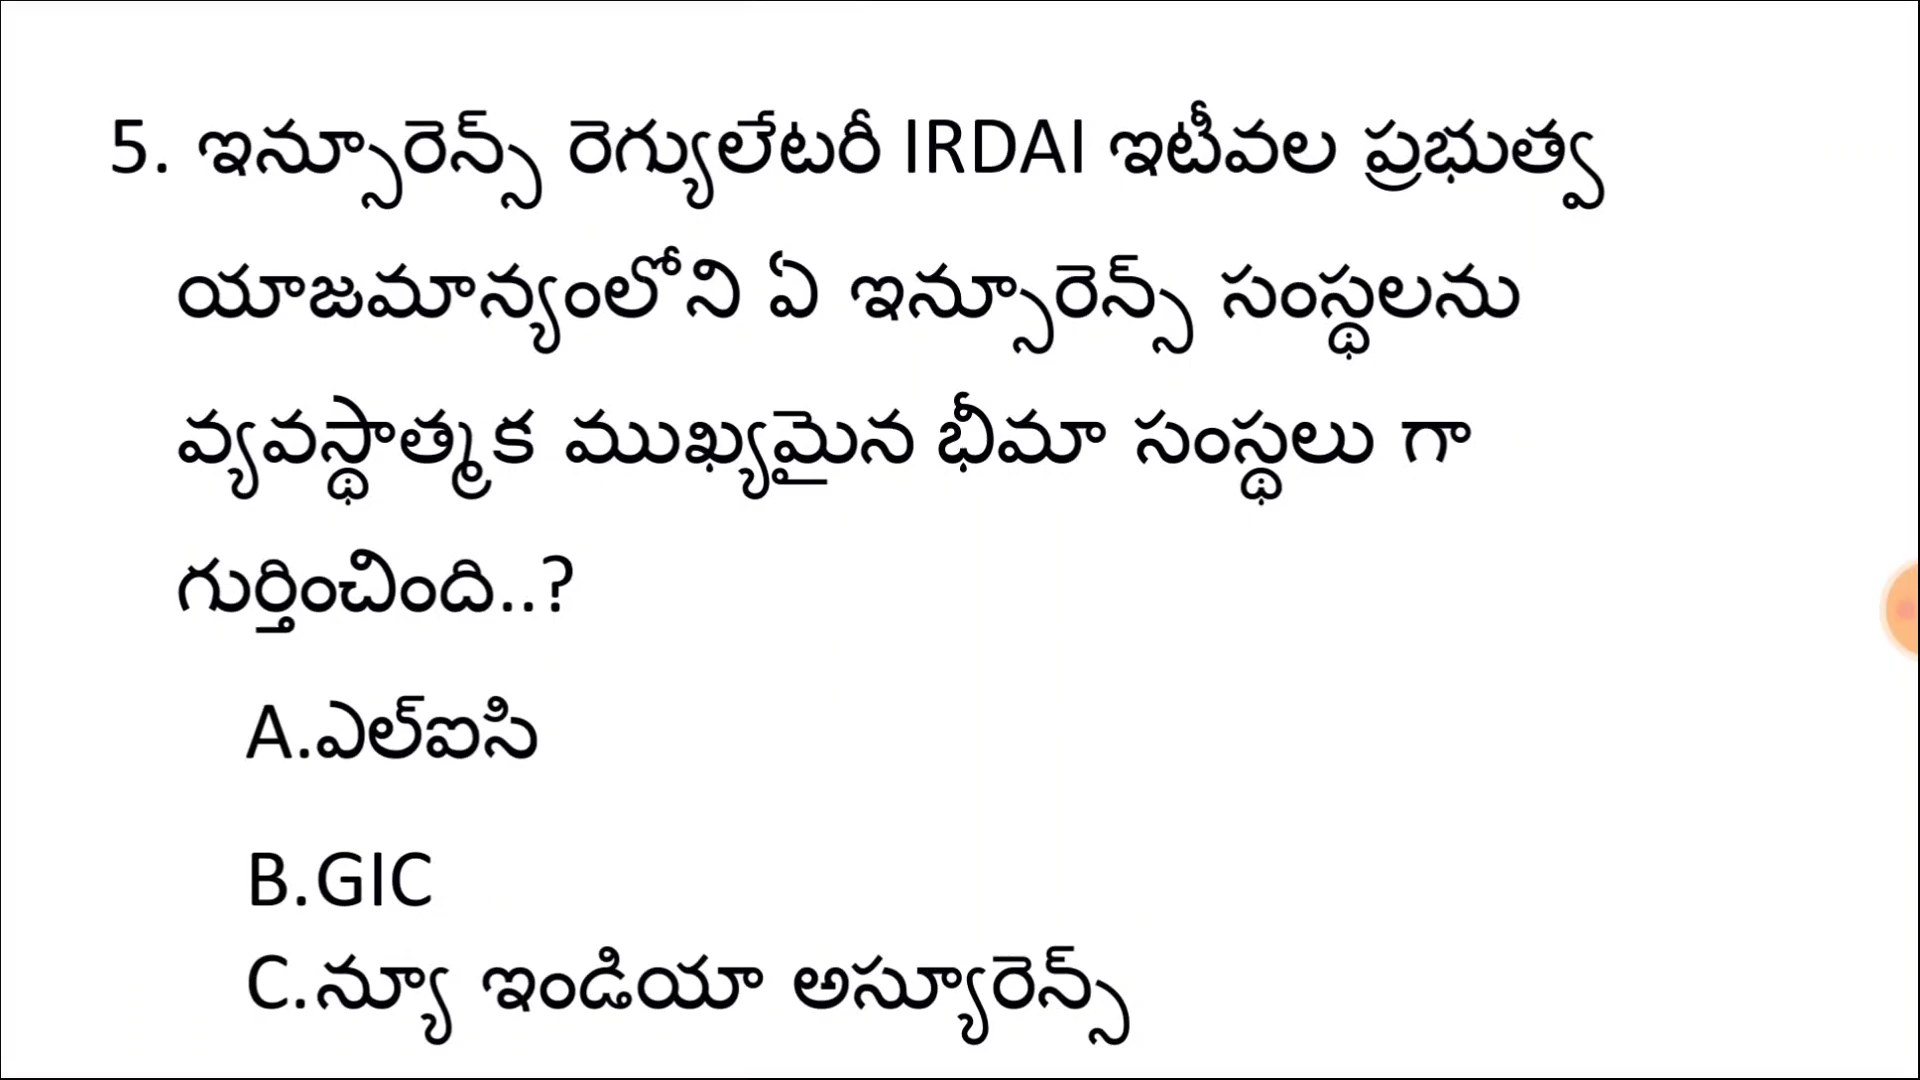 5. ఇన్సూరెన్స్ రెగ్యులేటరీ IRDAI ఇటీవల ప్రభుత్వ
యాజమాన్యంలోని ఏ ఇన్సూరెన్స్ సంస్థలను
వ్యవస్థాత్మక ముఖ్యమైన భీమా సంస్థలు గా
గుర్తించింది..?
A.ఎల్ఐసి
B.GIC
C.న్యూ ఇండియా అస్యూరెన్స్